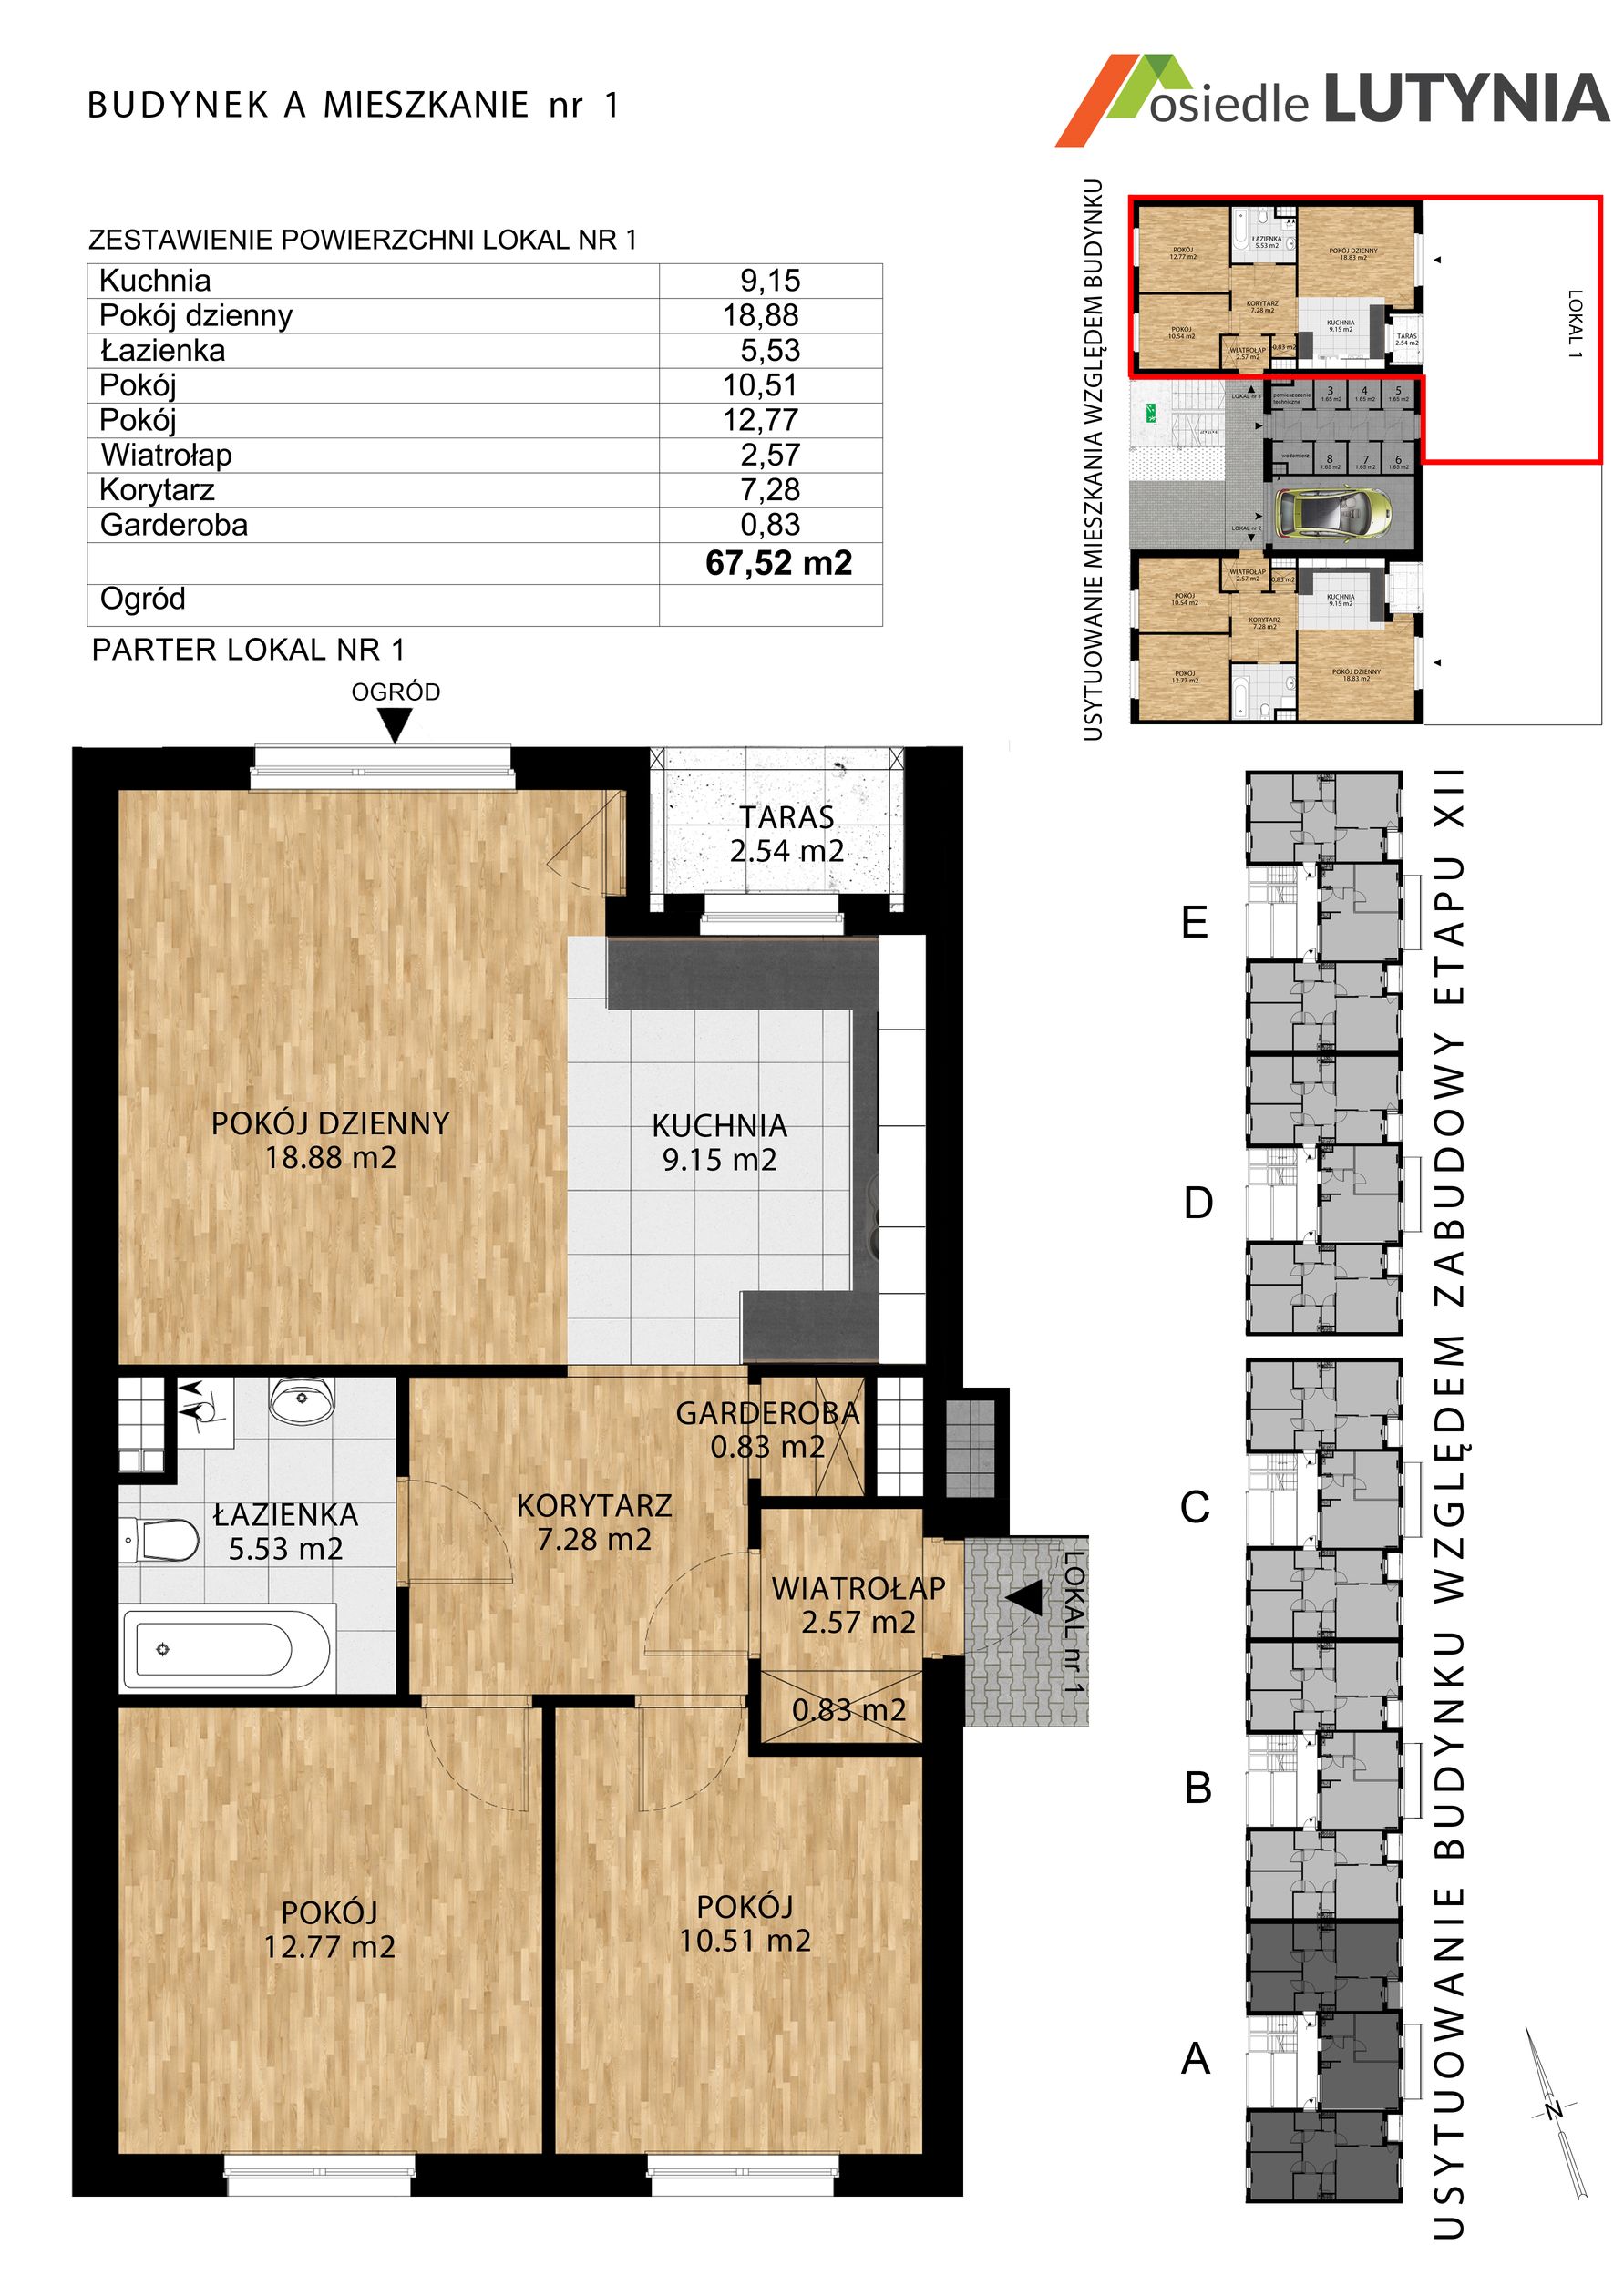 BUDYNEK A MIESZKANIE nr 1
osiedle LUTYNIA
ZESTAWIENIE POWIERZCHNI LOKAL NR 1
Kuchnia 9,15
Pokój dzienny 18,88
Łazienka 5,53
Pokój 10,51
Pokój 12,77
Wiatrołap 2,57
Korytarz 7,28
Garderoba 0,83
67,52 m2
Ogród
PARTER LOKAL NR 1
OGRÓD
TARAS
2.54 m2
POKÓJ DZIENNY
18.88 m2
KUCHNIA
9.15 m2
GARDEROBA
0.83 m2
KORYTARZ
7.28 m2
ŁAZIENKA
5.53 m2
WIATROŁAP
2.57 m2
0.83 m2
LOKAL nr 1
POKÓJ
12.77 m2
POKÓJ
10.51 m2
USYTUOWANIE MIESZKANIA WZGLĘDEM BUDYNKU
POKÓJ
12.77 m2
ŁAZIENKA
5.53 m2
POKÓJ DZIENNY
18.83 m2
KORYTARZ
7.28 m2
POKÓJ
10.54 m2
KUCHNIA
9.15 m2
TARAS
2.54 m2
WIATROŁAP
2.57 m2
0.83 m2
LOKAL 1
LOKAL nr 1
pomieszczenie
techniczne
3
1.65 m2
4
1.65 m2
5
1.65 m2
wodomierz
8
1.65 m2
7
1.65 m2
6
1.65 m2
LOKAL nr 2
WIATROŁAP
2.57 m2
0.83 m2
POKÓJ
10.54 m2
KUCHNIA
9.15 m2
KORYTARZ
7.28 m2
POKÓJ
12.77 m2
POKÓJ DZIENNY
18.83 m2
E
D
C
B
A
USYTUOWANIE BUDYNKU WZGLĘDEM ZABUDOWY ETAPU XII
N